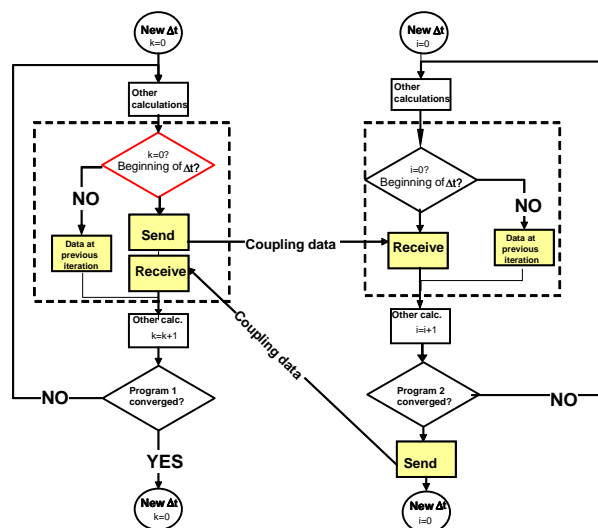 New Δt
k=0
Other
calculations
k=0?
Beginning of Δt?
NO
Send
Data at
previous
iteration
Receive
Other calc.
k=k+1
Program 1
converged?
NO
YES
New Δt
k=0
Coupling data
Coupling data
New Δt
i=0
Other
calculations
i=0?
Beginning of Δt?
NO
Receive
Data at
previous
iteration
Other calc.
i=i+1
Program 2
converged?
NO
Send
New Δt
i=0